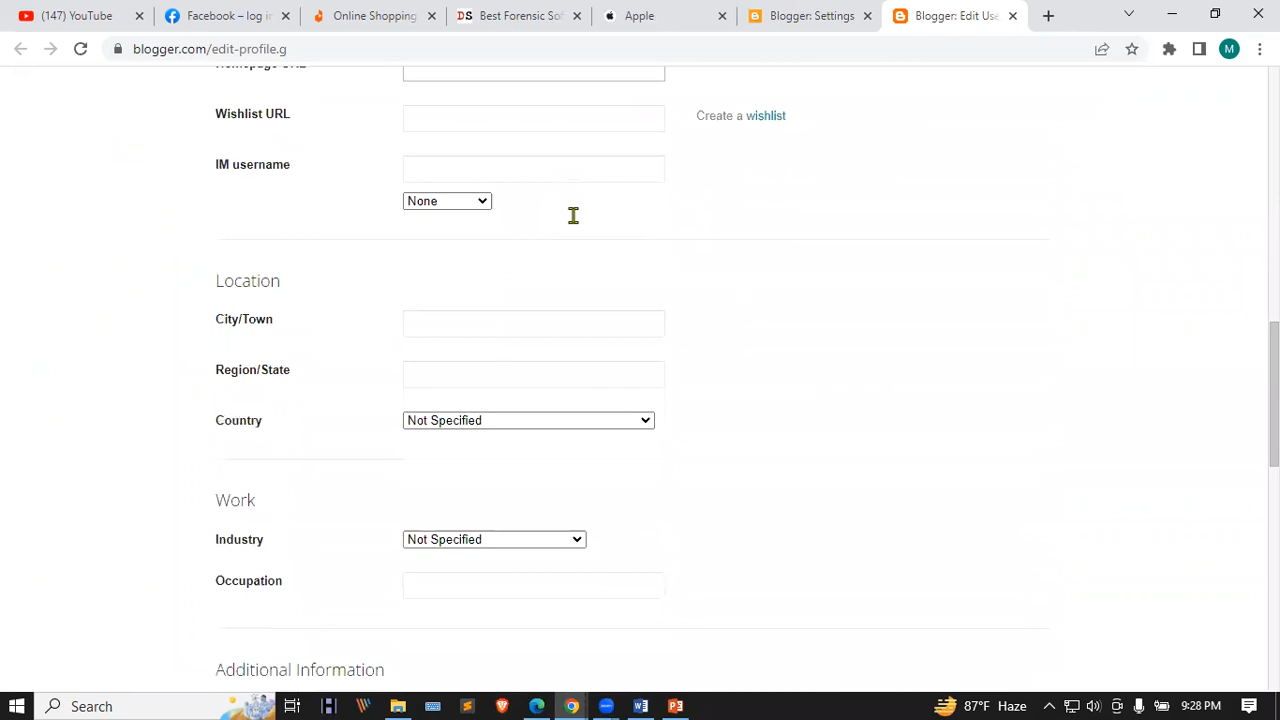 (147) YouTube
Facebook – log in
Online Shopping
DS Best Forensic Sof
Apple
Blogger: Settings
Blogger: Edit Use
blogger.com/edit-profile.g
M
Homepage URL
Wishlist URL
Create a wishlist
IM username
None
Location
City/Town
Region/State
Country
Not Specified
Work
Industry
Not Specified
Occupation
Additional Information
Search
87°F Haze
9:28 PM